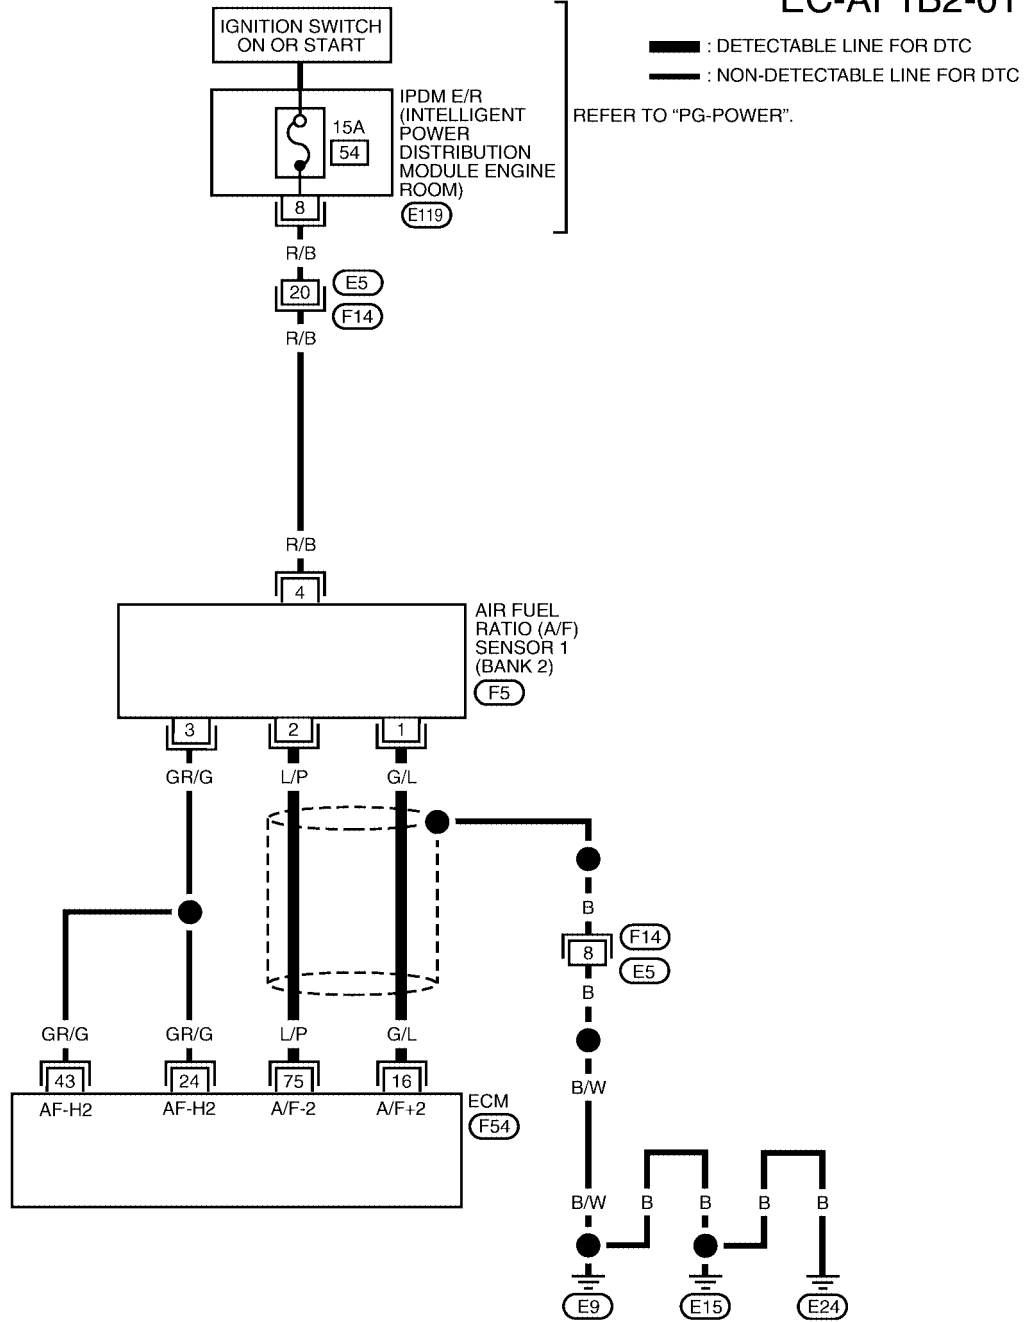 EC-AF1B2-01
IGNITION SWITCH
ON OR START
: DETECTABLE LINE FOR DTC
: NON-DETECTABLE LINE FOR DTC
IPDM E/R
(INTELLIGENT
POWER
DISTRIBUTION
MODULE ENGINE
ROOM)
E119
REFER TO “PG-POWER”.
15A
54
8
R/B
20
E5
F14
R/B
R/B
4
AIR FUEL
RATIO (A/F)
SENSOR 1
(BANK 2)
F5
3 2 1
GR/G L/P G/L
B
8
F14
E5
B
GR/G GR/G L/P G/L
43 24 75 16
AF-H2 AF-H2 A/F-2 A/F+2
ECM
F54
B/W
B/W B B B B
E9 E15 E24